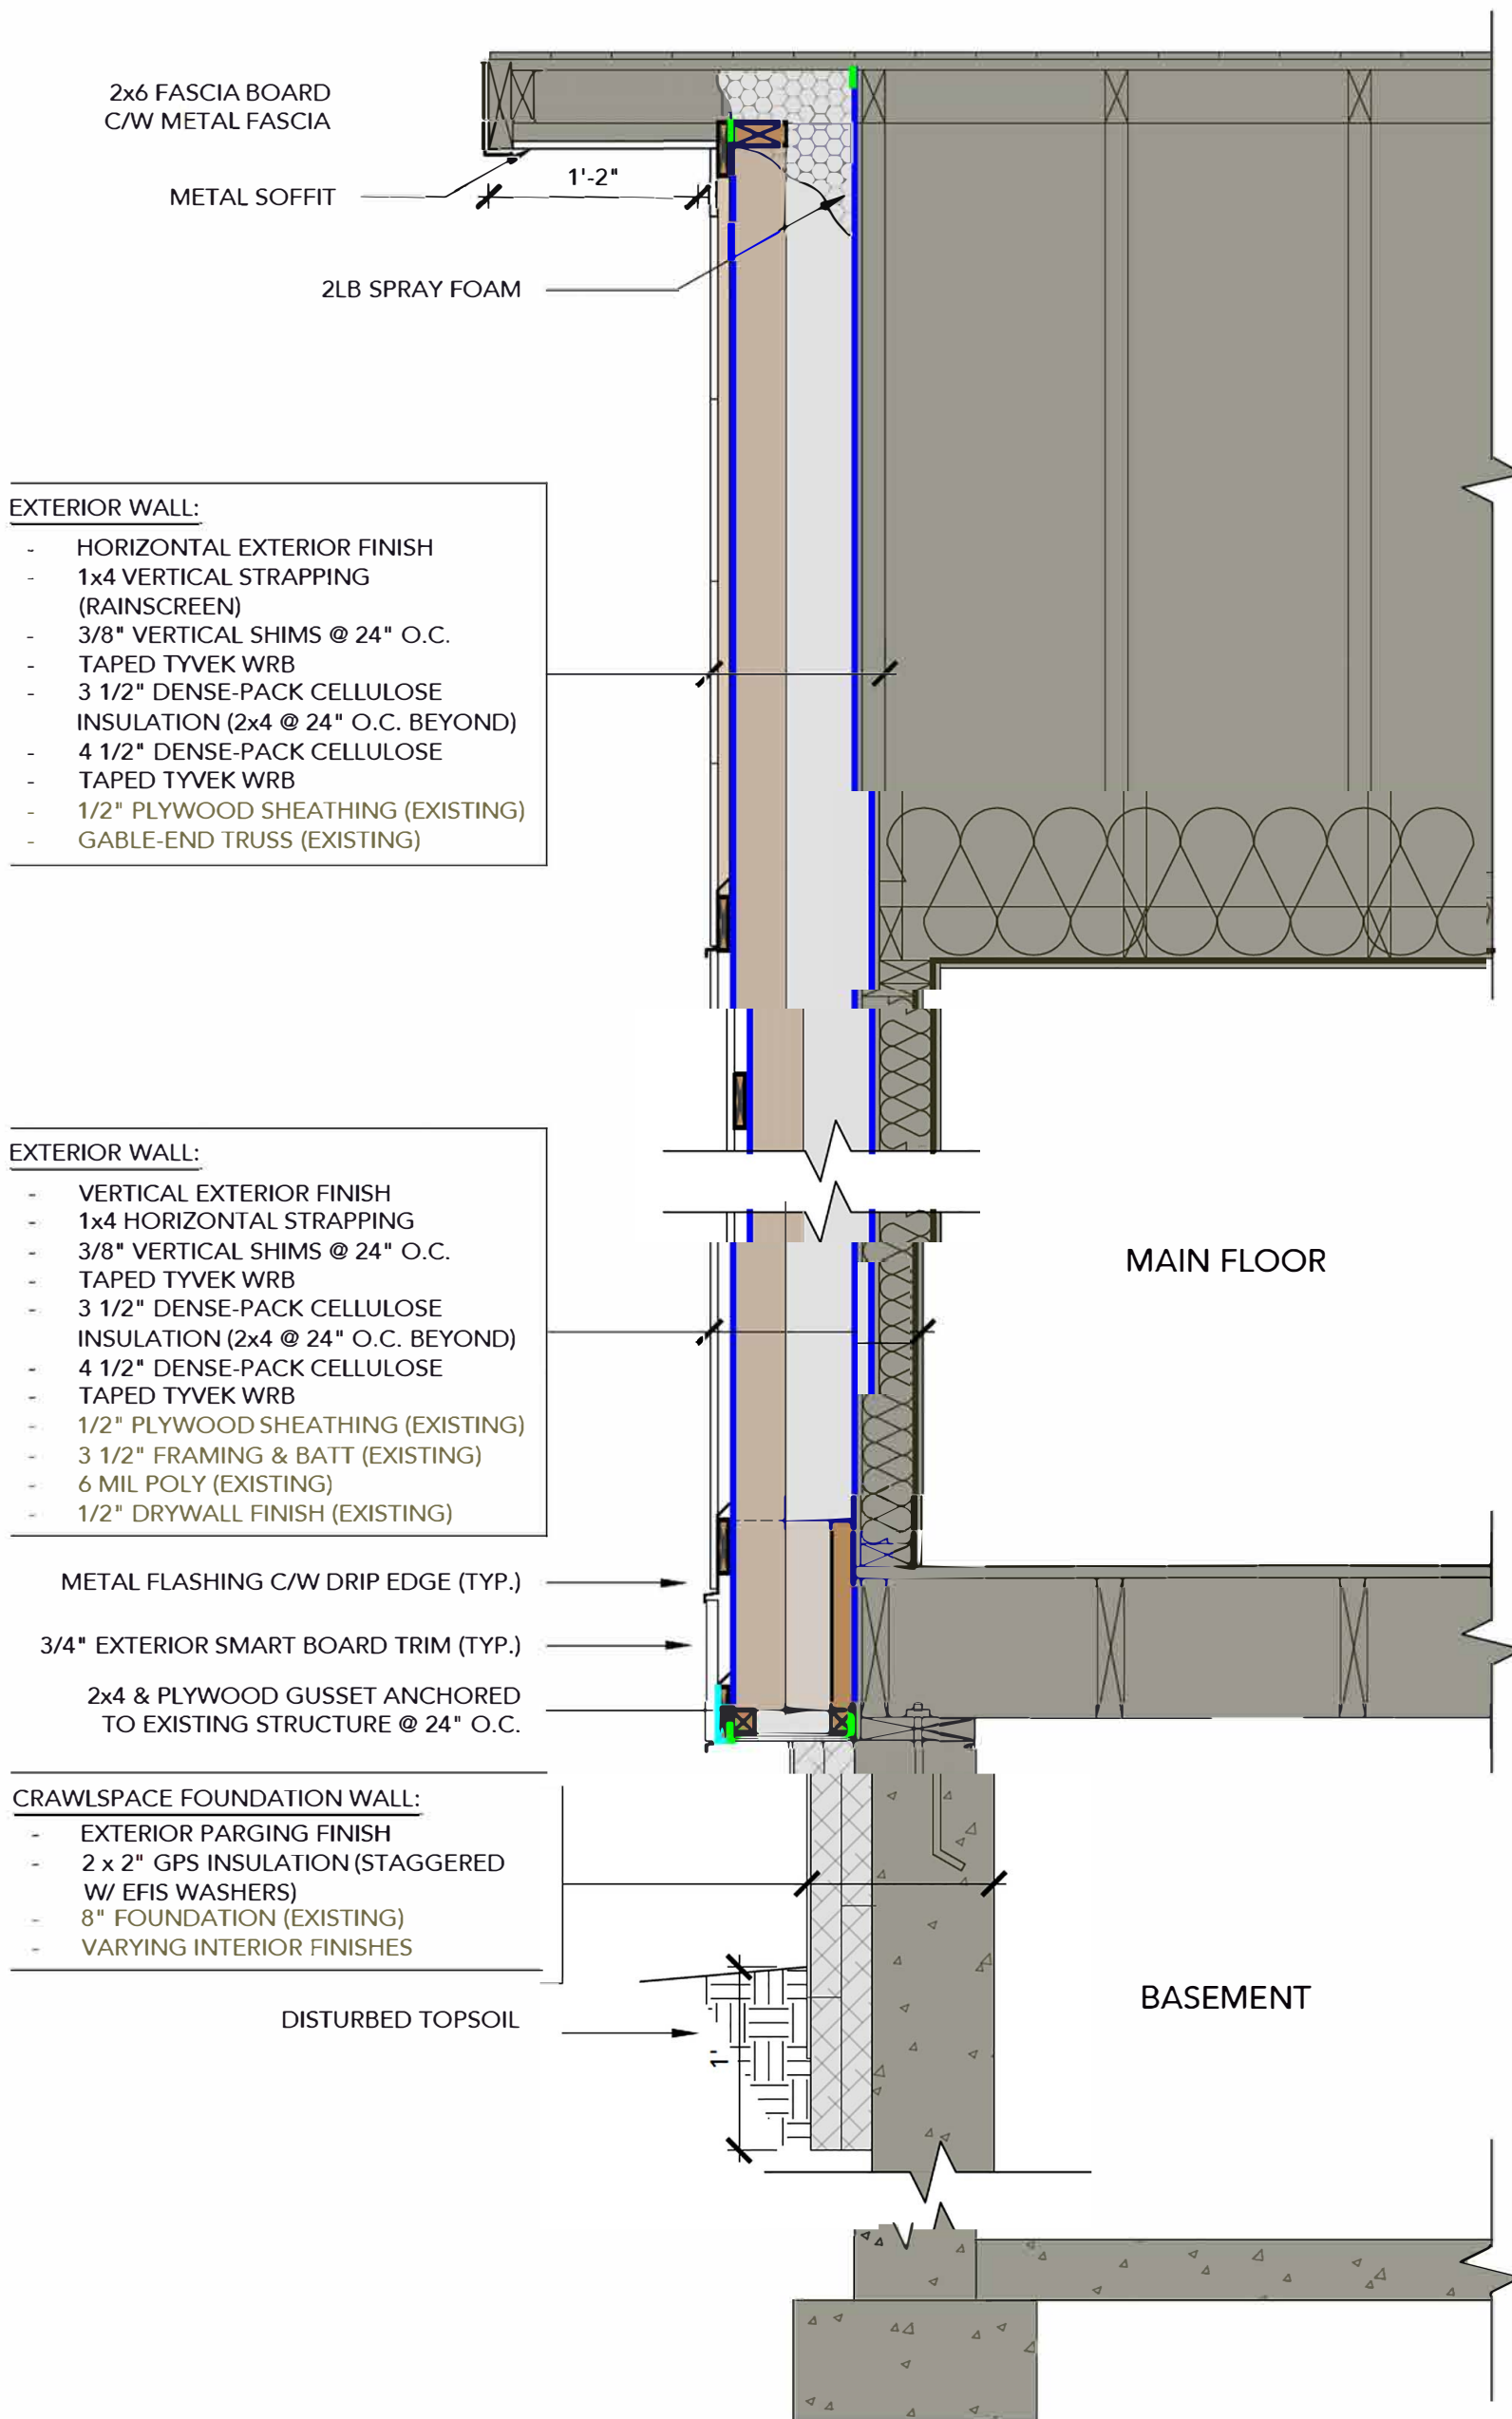 2x6 FASCIA BOARD
C/W METAL FASCIA
METAL SOFFIT
1'-2"
2LB SPRAY FOAM
EXTERIOR WALL:
- HORIZONTAL EXTERIOR FINISH
- 1x4 VERTICAL STRAPPING
(RAINSCREEN)
- 3/8" VERTICAL SHIMS @ 24" O.C.
- TAPED TYVEK WRB
- 3 1/2" DENSE-PACK CELLULOSE
INSULATION (2x4 @ 24" O.C. BEYOND)
- 4 1/2" DENSE-PACK CELLULOSE
- TAPED TYVEK WRB
- 1/2" PLYWOOD SHEATHING (EXISTING)
- GABLE-END TRUSS (EXISTING)
EXTERIOR WALL:
- VERTICAL EXTERIOR FINISH
- 1x4 HORIZONTAL STRAPPING
- 3/8" VERTICAL SHIMS @ 24" O.C.
- TAPED TYVEK WRB
- 3 1/2" DENSE-PACK CELLULOSE
INSULATION (2x4 @ 24" O.C. BEYOND)
- 4 1/2" DENSE-PACK CELLULOSE
- TAPED TYVEK WRB
- 1/2" PLYWOOD SHEATHING (EXISTING)
- 3 1/2" FRAMING & BATT (EXISTING)
- 6 MIL POLY (EXISTING)
- 1/2" DRYWALL FINISH (EXISTING)
MAIN FLOOR
METAL FLASHING C/W DRIP EDGE (TYP.)
3/4" EXTERIOR SMART BOARD TRIM (TYP.)
2x4 & PLYWOOD GUSSET ANCHORED
TO EXISTING STRUCTURE @ 24" O.C.
CRAWLSPACE FOUNDATION WALL:
- EXTERIOR PARGING FINISH
- 2 x 2" GPS INSULATION (STAGGERED
W/ EFIS WASHERS)
- 8" FOUNDATION (EXISTING)
- VARYING INTERIOR FINISHES
BASEMENT
DISTURBED TOPSOIL
1'